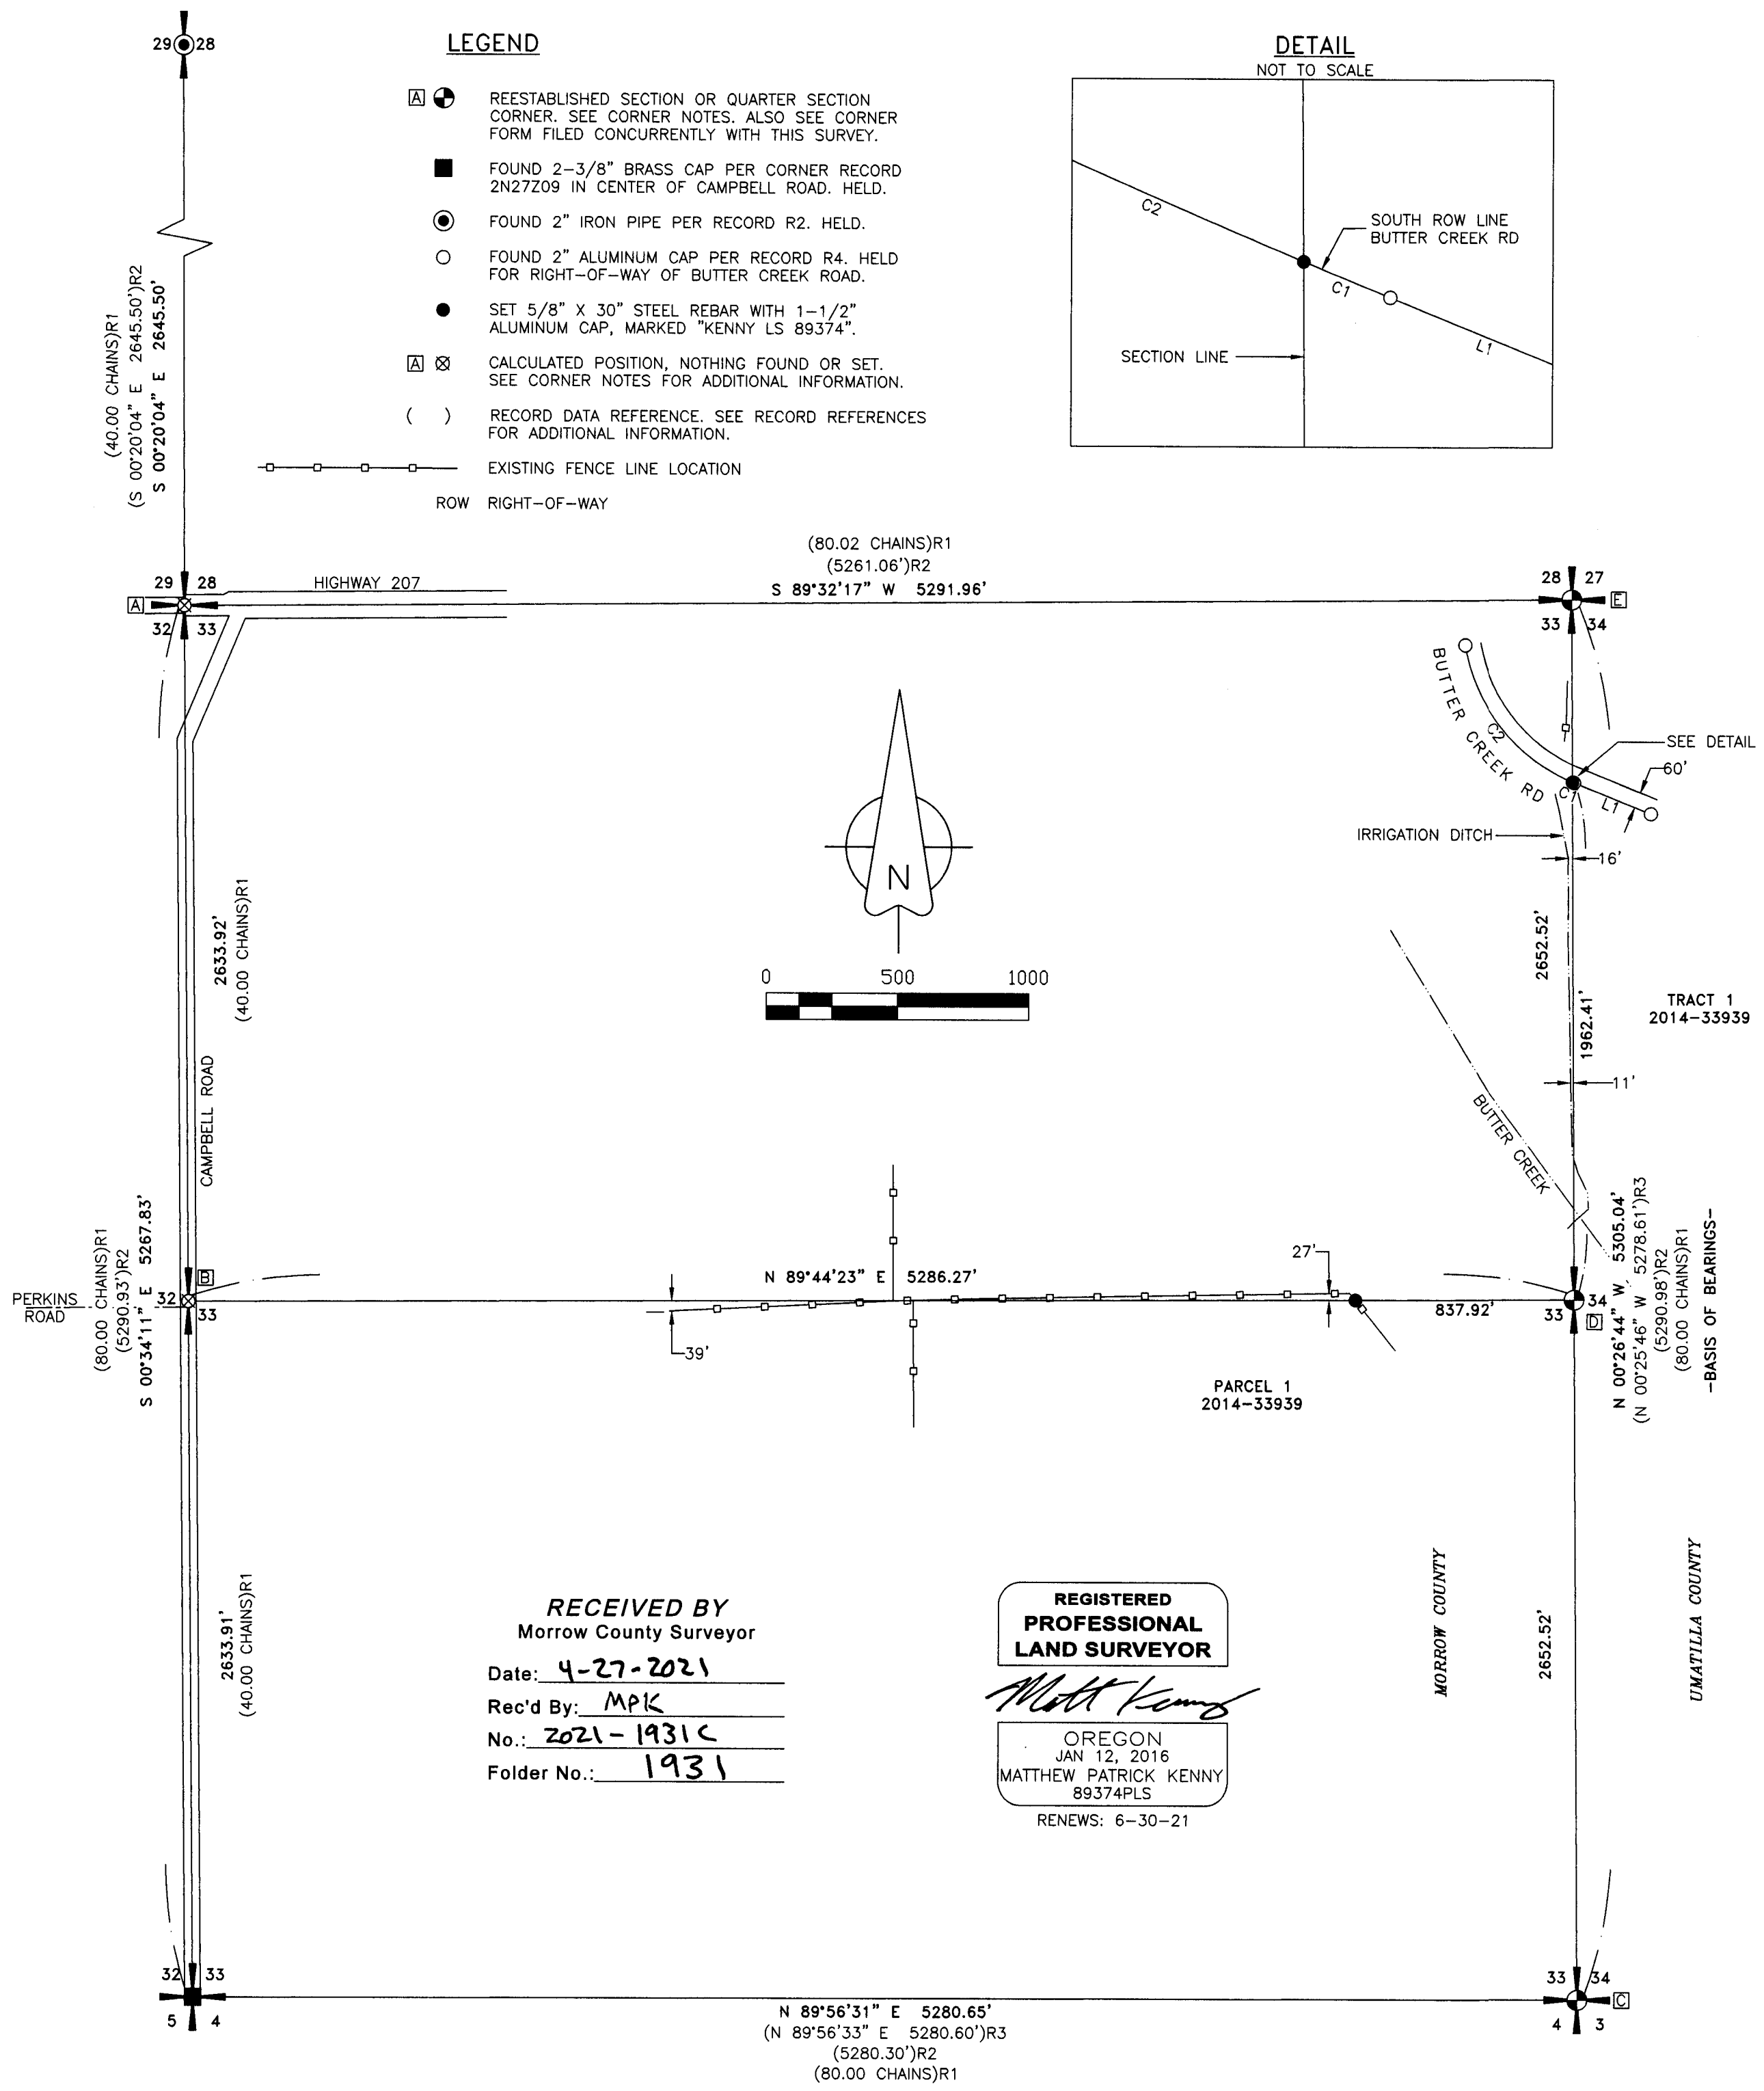 29 28
LEGEND
A REESTABLISHED SECTION OR QUARTER SECTION
CORNER. SEE CORNER NOTES. ALSO SEE CORNER
FORM FILED CONCURRENTLY WITH THIS SURVEY.
FOUND 2-3/8" BRASS CAP PER CORNER RECORD
2N27Z09 IN CENTER OF CAMPBELL ROAD. HELD.
FOUND 2" IRON PIPE PER RECORD R2. HELD.
FOUND 2" ALUMINUM CAP PER RECORD R4. HELD
FOR RIGHT-OF-WAY OF BUTTER CREEK ROAD.
SET 5/8" X 30" STEEL REBAR WITH 1-1/2"
ALUMINUM CAP, MARKED "KENNY LS 89374".
A CALCULATED POSITION, NOTHING FOUND OR SET.
SEE CORNER NOTES FOR ADDITIONAL INFORMATION.
( ) RECORD DATA REFERENCE. SEE RECORD REFERENCES
FOR ADDITIONAL INFORMATION.
EXISTING FENCE LINE LOCATION
ROW RIGHT-OF-WAY
DETAIL
NOT TO SCALE
C2
SOUTH ROW LINE
BUTTER CREEK RD
C1
L1
SECTION LINE
(40.00 CHAINS)R1
(S 00°20'04" E 2645.50')R2
S 00°20'04" E 2645.50'
(80.02 CHAINS)R1
(5261.06')R2
S 89°32'17" W 5291.96'
29 28
HIGHWAY 207
A
32 33
28 27
E
33 34
BUTTER CREEK RD
C2
SEE DETAIL
60'
C1
L1
IRRIGATION DITCH
16'
2652.52'
1962.41'
TRACT 1
2014-33939
11'
BUTTER CREEK
N
0 500 1000
2633.92'
(40.00 CHAINS)R1
CAMPBELL ROAD
(80.00 CHAINS)R1
(5290.93')R2
S 00°34'11" E 5267.83'
B
32
33
PERKINS
ROAD
N 89°44'23" E 5286.27'
27'
39'
837.92'
34
33
D
N 00°26'44" W 5305.04'
(N 00°25'46" W 5278.61')R3
(5290.98')R2
(80.00 CHAINS)R1
-BASIS OF BEARINGS-
PARCEL 1
2014-33939
2633.91'
(40.00 CHAINS)R1
RECEIVED BY
Morrow County Surveyor
Date: 4-27-2021
Rec'd By: MPK
No.: 2021-1931C
Folder No.: 1931
REGISTERED
PROFESSIONAL
LAND SURVEYOR
Matt Kenny
OREGON
JAN 12, 2016
MATTHEW PATRICK KENNY
89374PLS
RENEWS: 6-30-21
MORROW COUNTY
2652.52'
UMATILLA COUNTY
32 33
5 4
33 34
C
4 3
N 89°56'31" E 5280.65'
(N 89°56'33" E 5280.60')R3
(5280.30')R2
(80.00 CHAINS)R1